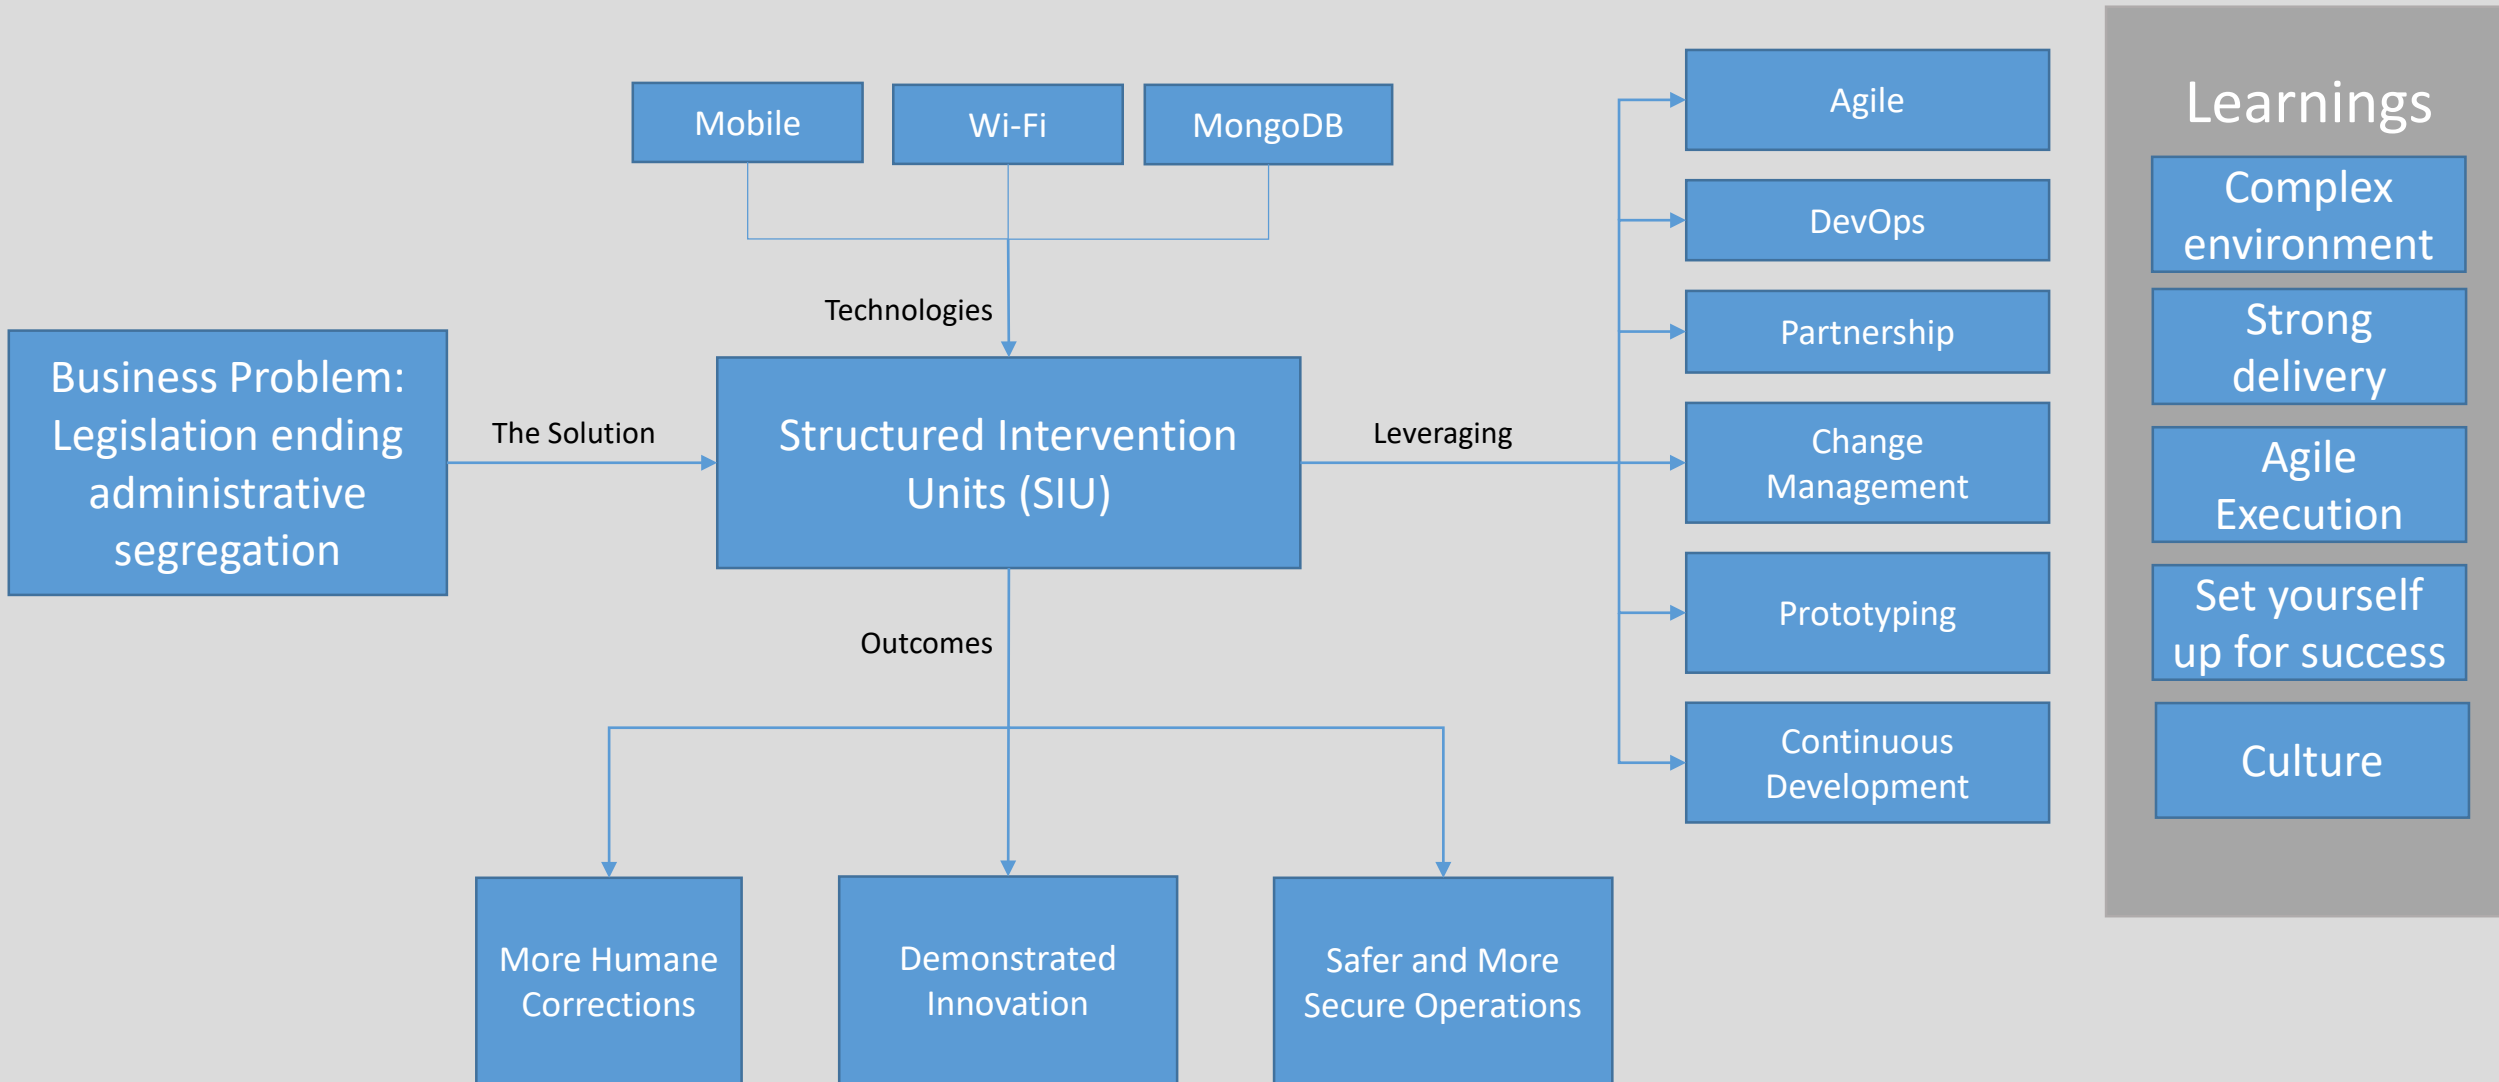 Mobile
Wi-Fi
MongoDB
Technologies
Business Problem:
Legislation ending
administrative
segregation
The Solution
Structured Intervention
Units (SIU)
Leveraging
Agile
DevOps
Partnership
Change
Management
Prototyping
Continuous
Development
Outcomes
More Humane
Corrections
Demonstrated
Innovation
Safer and More
Secure Operations
Learnings
Complex
environment
Strong
delivery
Agile
Execution
Set yourself
up for success
Culture